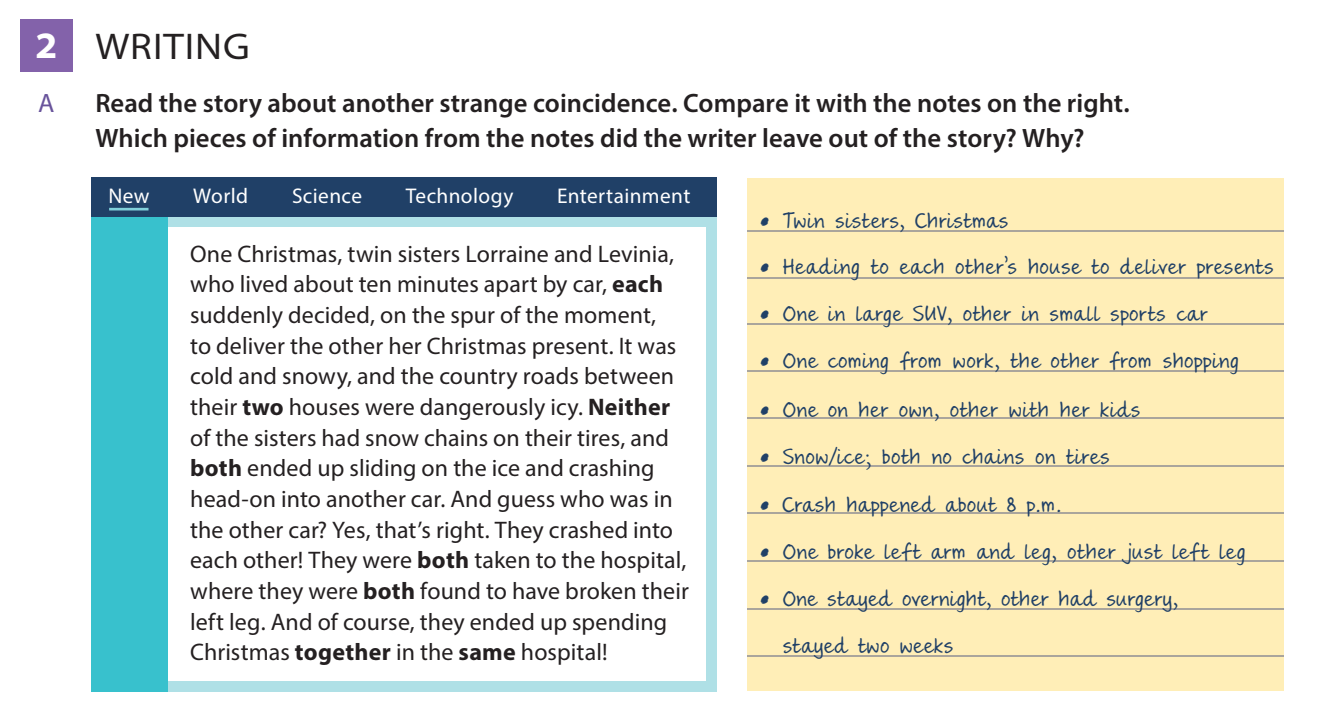 2 WRITING
A Read the story about another strange coincidence. Compare it with the notes on the right.
Which pieces of information from the notes did the writer leave out of the story? Why?
New World Science Technology Entertainment
One Christmas, twin sisters Lorraine and Levinia,
who lived about ten minutes apart by car, each
suddenly decided, on the spur of the moment,
to deliver the other her Christmas present. It was
cold and snowy, and the country roads between
their two houses were dangerously icy. Neither
of the sisters had snow chains on their tires, and
both ended up sliding on the ice and crashing
head-on into another car. And guess who was in
the other car? Yes, that's right. They crashed into
each other! They were both taken to the hospital,
where they were both found to have broken their
left leg. And of course, they ended up spending
Christmas together in the same hospital!
• Twin sisters, Christmas
• Heading to each other's house to deliver presents
• One in large SUV, other in small sports car
• One coming from work, the other from shopping
• One on her own, other with her kids
• Snow/ice; both no chains on tires
• Crash happened about 8 p.m.
• One broke left arm and leg, other just left leg
• One stayed overnight, other had surgery,
stayed two weeks